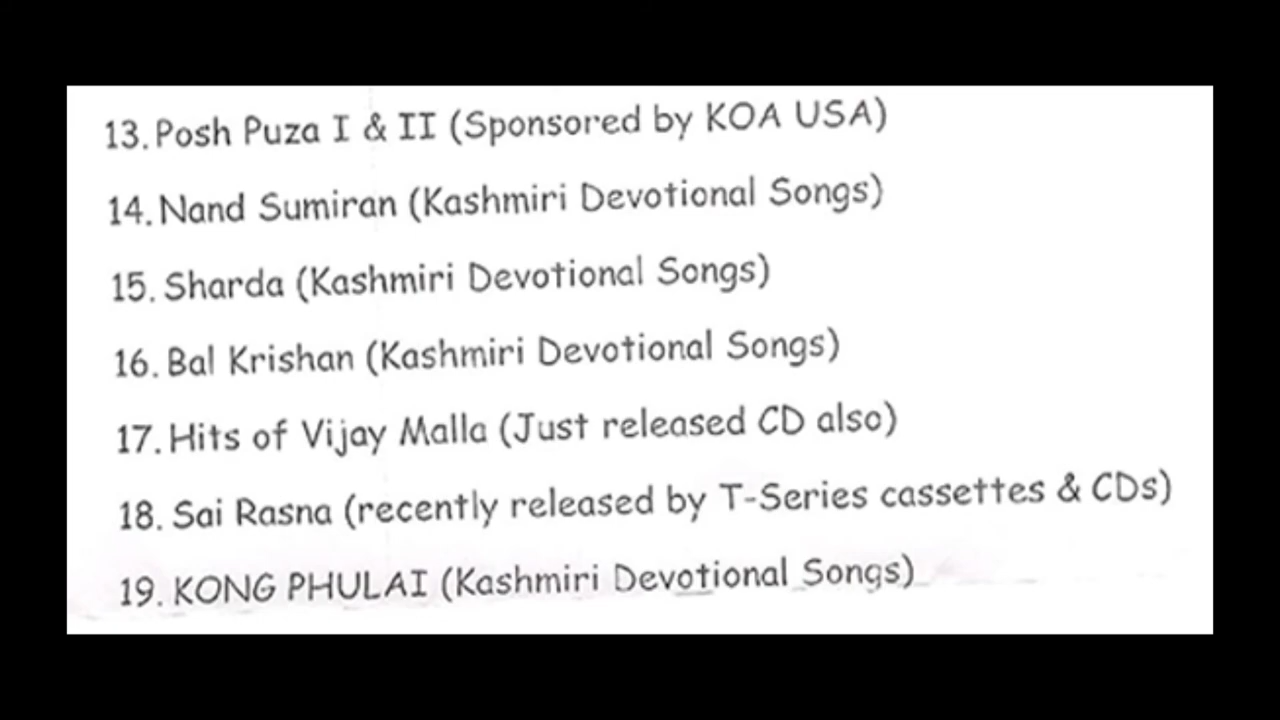 13. Posh Puza I & II (Sponsored by KOA USA)
14. Nand Sumiran (Kashmiri Devotional Songs)
15. Sharda (Kashmiri Devotional Songs)
16. Bal Krishan (Kashmiri Devotional Songs)
17. Hits of Vijay Malla (Just released CD also)
18. Sai Rasna (recently released by T-Series cassettes & CDs)
19. KONG PHULAI (Kashmiri Devotional Songs)